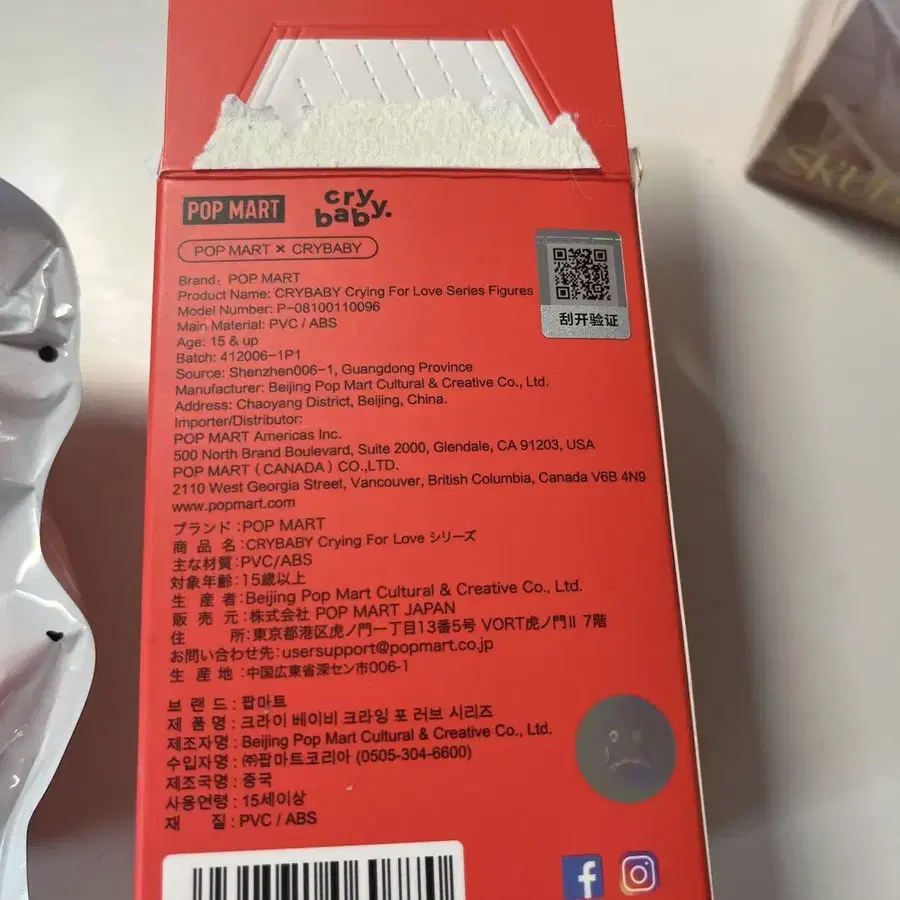 POP MART
cry
baby.
POP MART × CRYBABY
Brand: POP MART
Product Name: CRYBABY Crying For Love Series Figures
Model Number: P-08100110096
Main Material: PVC / ABS
Age: 15 & up
Batch: 412006-1P1
Source: Shenzhen006-1, Guangdong Province
Manufacturer: Beijing Pop Mart Cultural & Creative Co., Ltd.
Address: Chaoyang District, Beijing, China.
Importer/Distributor:
POP MART Americas Inc.
500 North Brand Boulevard, Suite 2000, Glendale, CA 91203, USA
POP MART (CANADA) CO.,LTD.
2110 West Georgia Street, Vancouver, British Columbia, Canada V6B 4N9
www.popmart.com
刮开验证
ブランド:POP MART
商品名:CRYBABY Crying For Love シリーズ
主な材質:PVC/ABS
対象年齢:15歳以上
生産者:Beijing Pop Mart Cultural & Creative Co., Ltd.
販売元:株式会社 POP MART JAPAN
住所:東京都港区虎ノ門一丁目13番5号 VORT虎ノ門II 7階
お問い合わせ先:usersupport@popmart.co.jp
生産地:中国広東省深セン市006-1
브랜드:팝마트
제품명:크라이 베이비 크라잉 포 러브 시리즈
제조자명:Beijing Pop Mart Cultural & Creative Co., Ltd.
수입자명:㈜팝마트코리아 (0505-304-6600)
제조국명:중국
사용연령:15세이상
재질:PVC / ABS